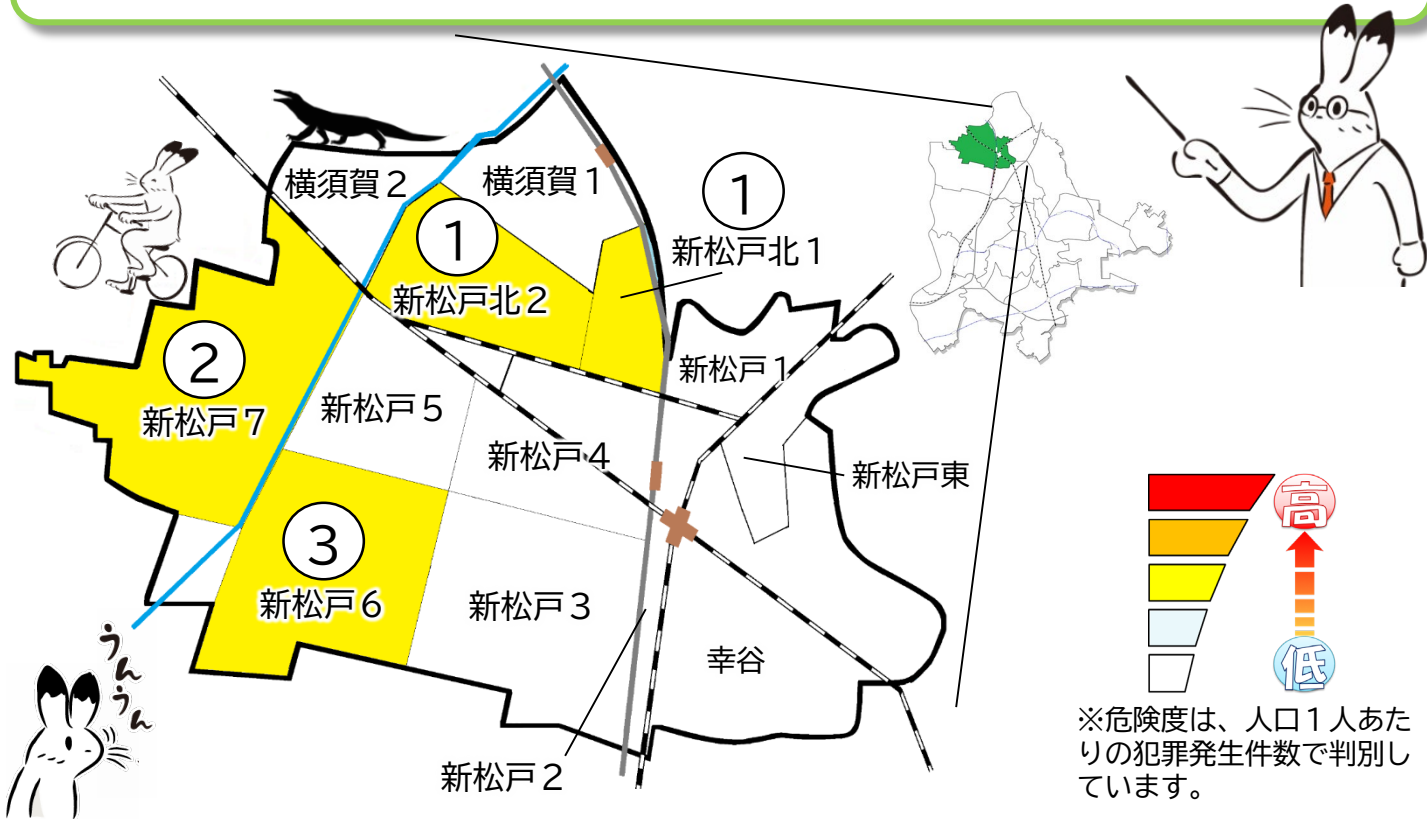 横須賀２
横須賀１
①
新松戸北１
①
新松戸北２
②
新松戸７
新松戸１
新松戸５
新松戸４
新松戸東
③
新松戸６
新松戸３
幸谷
新松戸２
うんうん
高
低
※危険度は、人口１人あた
りの犯罪発生件数で判別し
ています。